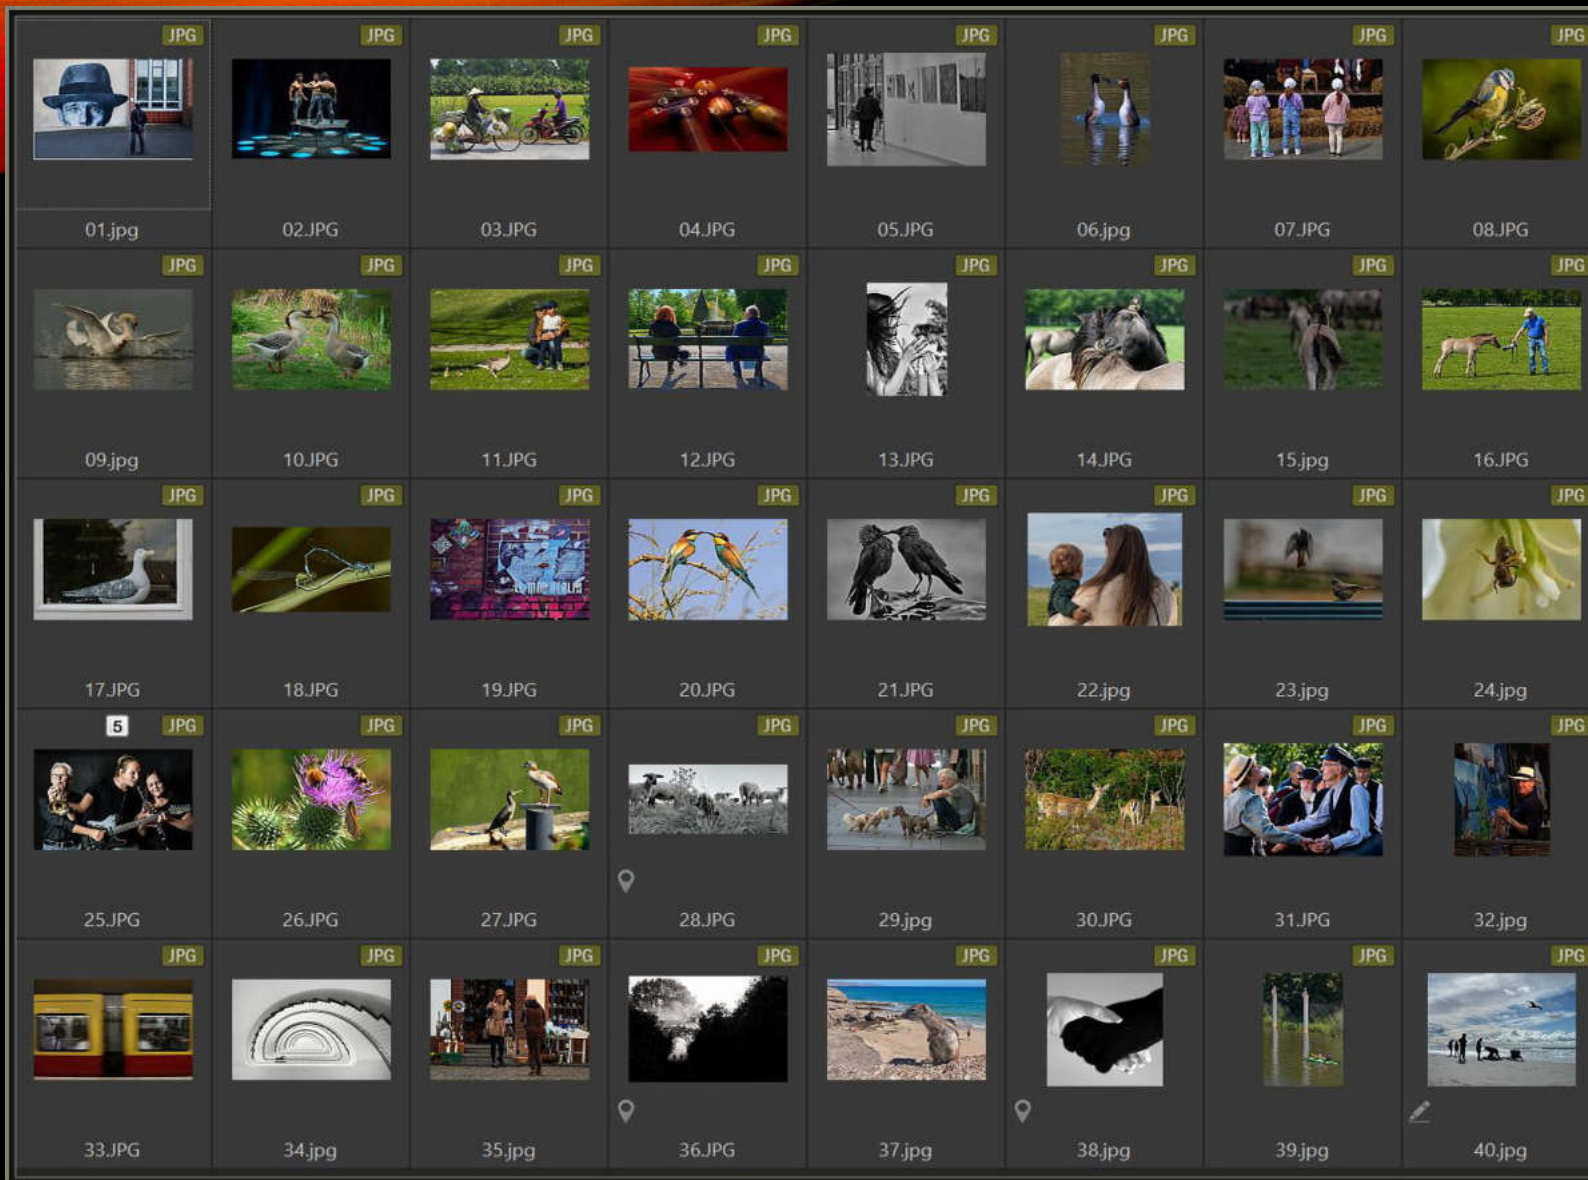 JPG JPG JPG JPG JPG JPG JPG JPG
01.jpg 02.JPG 03.JPG 04.JPG 05.JPG 06.jpg 07.JPG 08.JPG
JPG JPG JPG JPG JPG JPG JPG JPG
09.jpg 10.JPG 11.JPG 12.JPG 13.JPG 14.JPG 15.jpg 16.JPG
JPG JPG JPG JPG JPG JPG JPG JPG
17.JPG 18.JPG 19.JPG 20.JPG 21.JPG 22.jpg 23.jpg 24.jpg
5 JPG JPG JPG JPG JPG JPG JPG JPG
25.JPG 26.JPG 27.JPG 28.JPG 29.jpg 30.JPG 31.JPG 32.jpg
JPG JPG JPG JPG JPG JPG JPG JPG
33.JPG 34.jpg 35.jpg 36.JPG 37.jpg 38.jpg 39.jpg 40.jpg